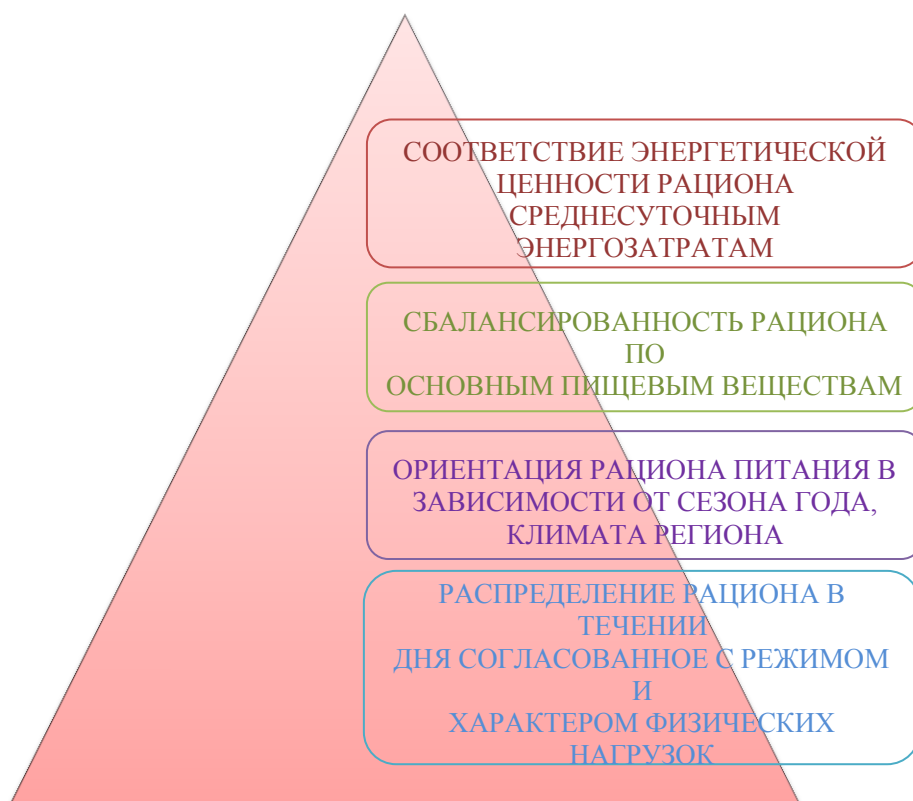 СООТВЕТСТВИЕ ЭНЕРГЕТИЧЕСКОЙ
ЦЕННОСТИ РАЦИОНА
СРЕДНЕСУТОЧНЫМ
ЭНЕРГОЗАТРАТАМ
СБАЛАНСИРОВАННОСТЬ РАЦИОНА
ПО
ОСНОВНЫМ ПИЩЕВЫМ ВЕЩЕСТВАМ
ОРИЕНТАЦИЯ РАЦИОНА ПИТАНИЯ В
ЗАВИСИМОСТИ ОТ СЕЗОНА ГОДА,
КЛИМАТА РЕГИОНА
РАСПРЕДЕЛЕНИЕ РАЦИОНА В
ТЕЧЕНИИ
ДНЯ СОГЛАСОВАННОЕ С РЕЖИМОМ
И
ХАРАКТЕРОМ ФИЗИЧЕСКИХ
НАГРУЗОК